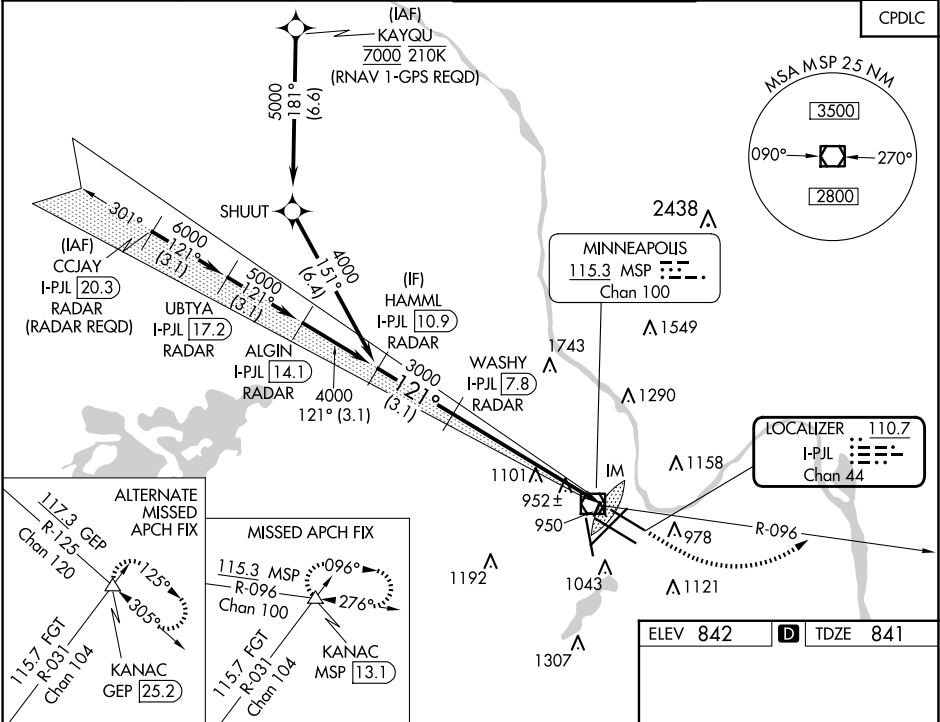 CPDLC
(IAF)
KAYQU
7000 210K
(RNAV 1-GPS REQD)
5000
181°
(6.6)
MSA MSP 25 NM
3500
090°
270°
2800
SHUUT
4000
151°
(6.4)
2438
MINNEAPOLIS
115.3 MSP
Chan 100
301°
6000
121°
(3.1)
(IAF)
CCJAY
I-PJL 20.3
RADAR
(RADAR REQD)
5000
121°
(3.1)
UBTYA
I-PJL 17.2
RADAR
ALGIN
I-PJL 14.1
RADAR
4000
121° (3.1)
(IF)
HAMML
I-PJL 10.9
RADAR
3000
121°
(3.1)
WASHY
I-PJL 7.8
RADAR
1549
1743
1290
LOCALIZER 110.7
I-PJL
Chan 44
1158
1101
IM
952±
950
R-096
978
1192
1043
1121
1307
ALTERNATE
MISSED
APCH FIX
117.3 GEP
R-125
Chan 120
125°
305°
115.7 FGT
R-031
Chan 104
KANAC
GEP 25.2
MISSED APCH FIX
115.3 MSP
R-096
Chan 100
096°
276°
115.7 FGT
R-031
Chan 104
KANAC
MSP 13.1
ELEV 842 D TDZE 841